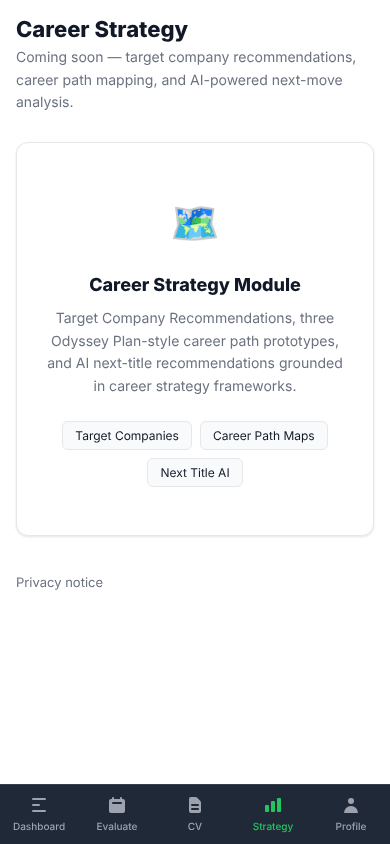 Career Strategy
Coming soon — target company recommendations,
career path mapping, and AI-powered next-move
analysis.
Career Strategy Module
Target Company Recommendations, three
Odyssey Plan-style career path prototypes,
and AI next-title recommendations grounded
in career strategy frameworks.
Target Companies
Career Path Maps
Next Title AI
Privacy notice
Dashboard
Evaluate
CV
Strategy
Profile